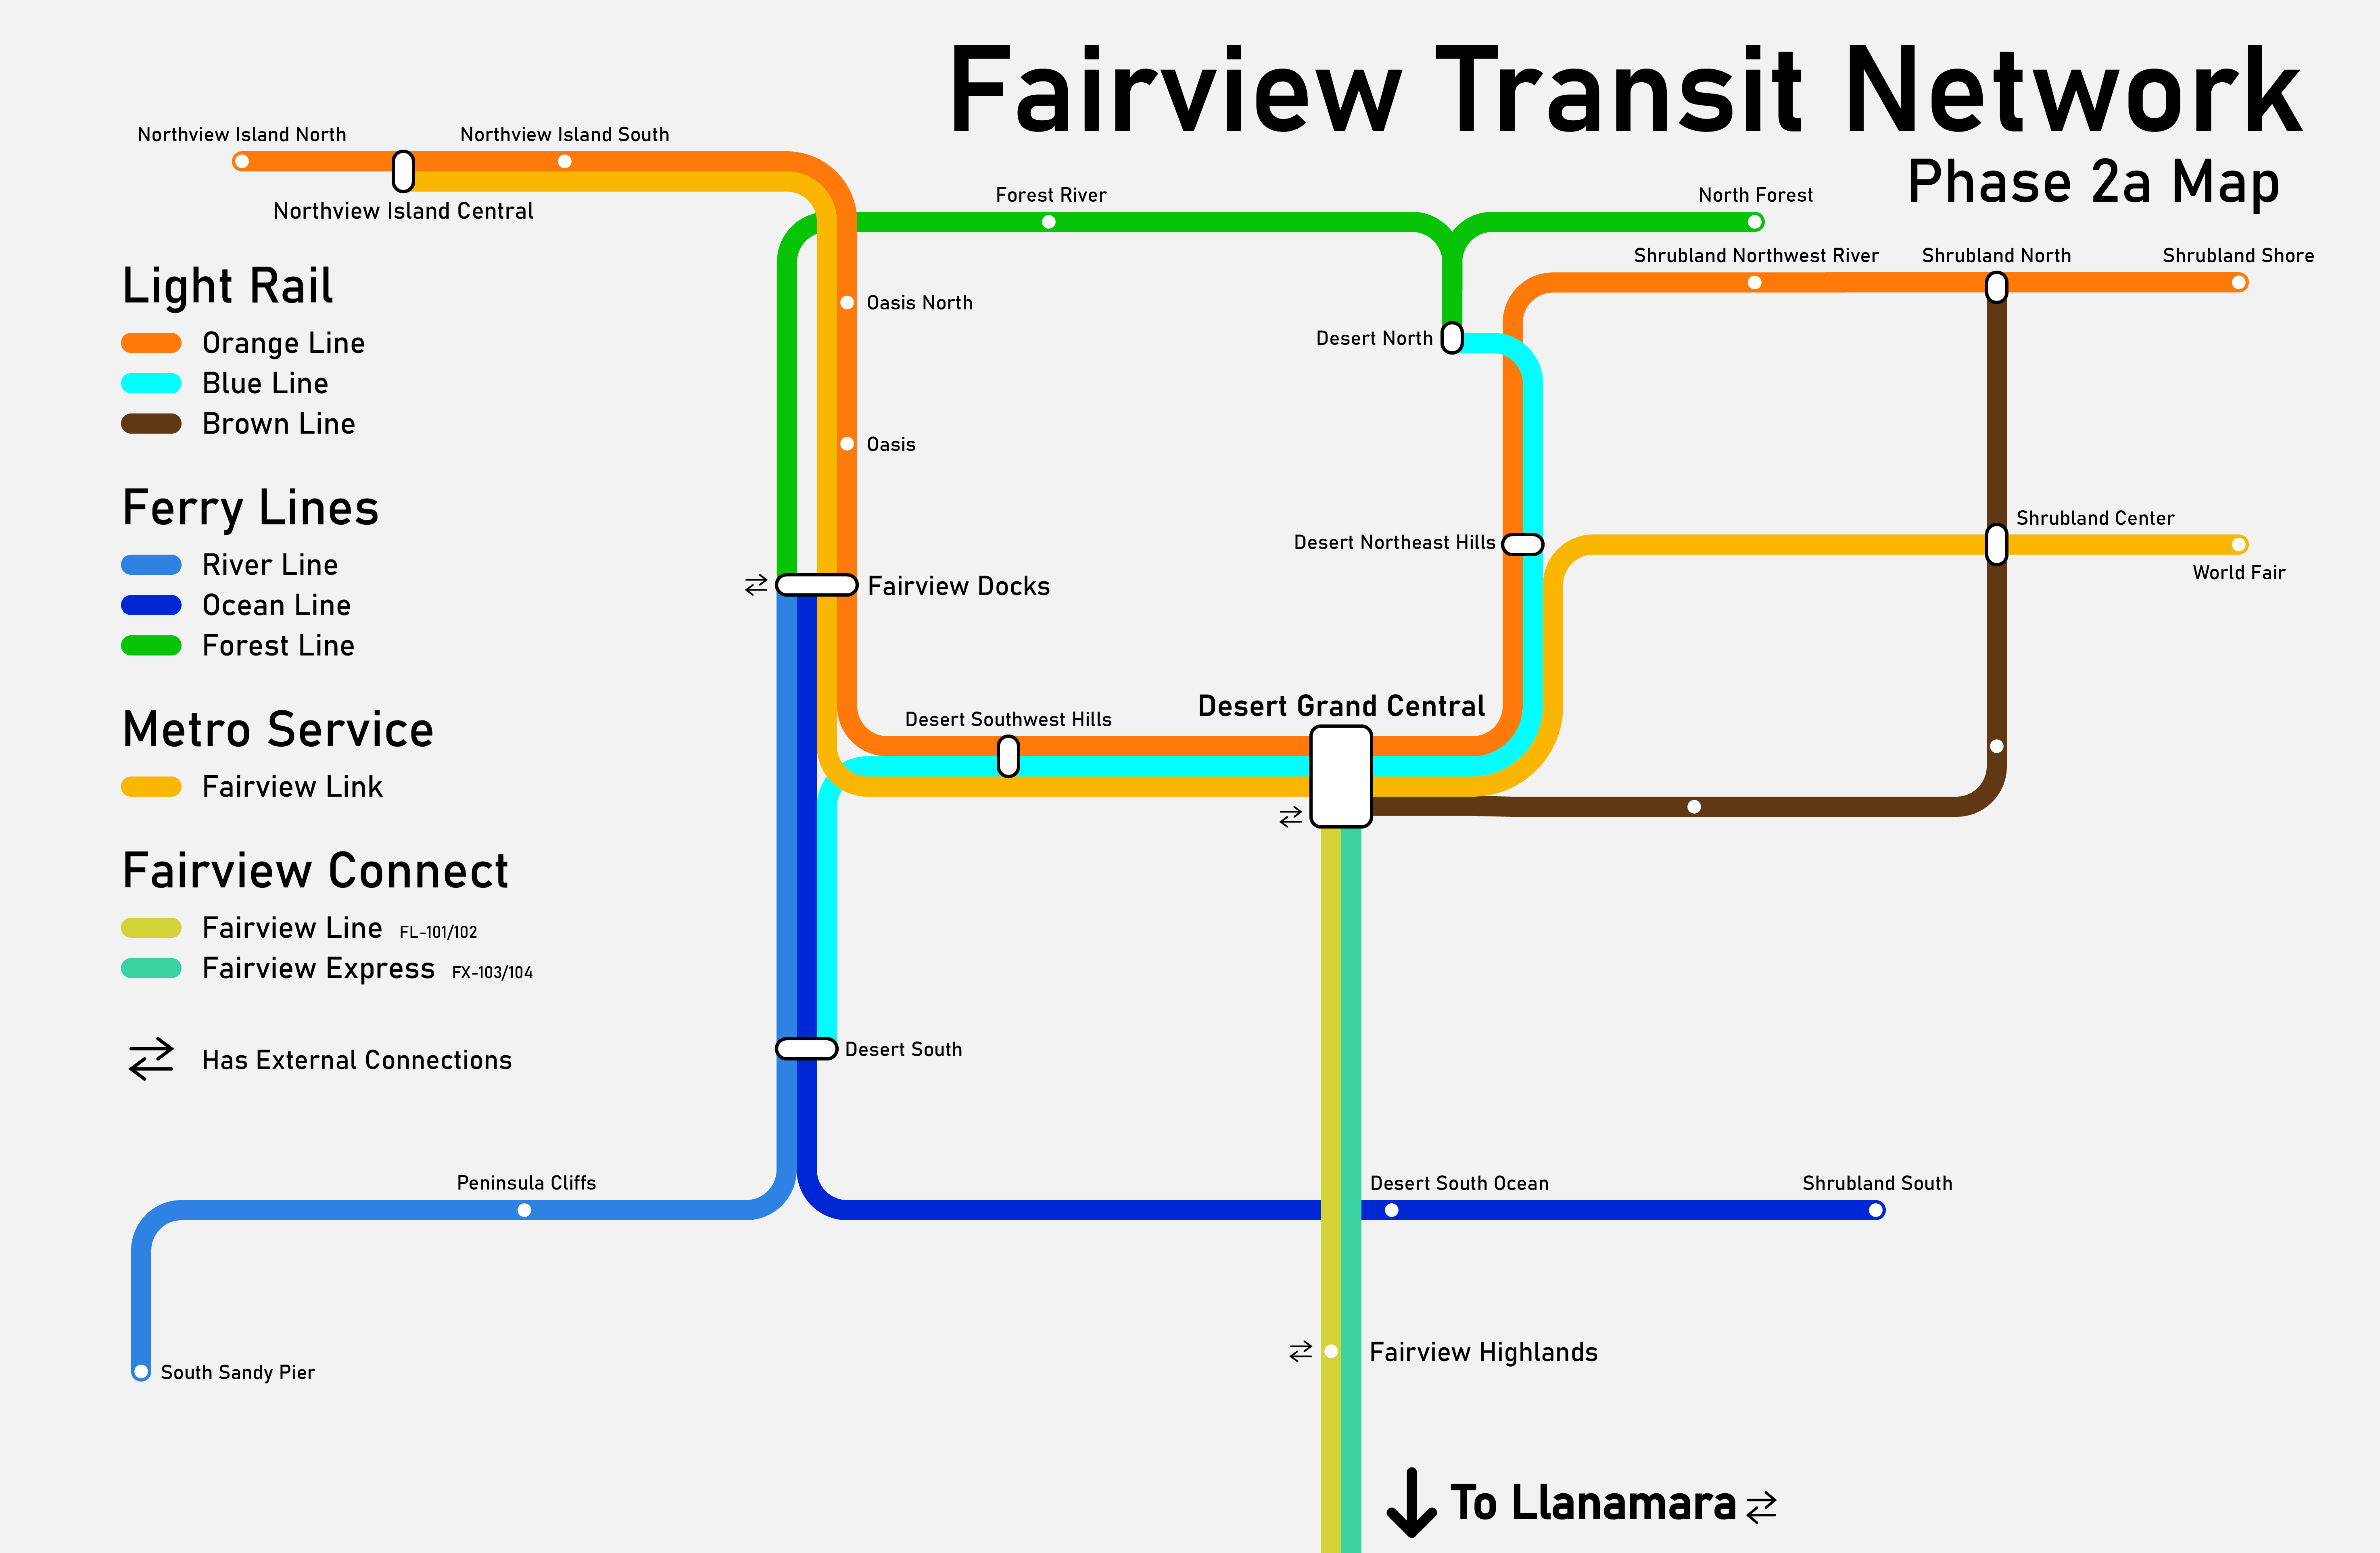 Fairview Transit Network
Phase 2a Map
Northview Island North
Northview Island South
Northview Island Central
Forest River
North Forest
Shrubland Northwest River
Shrubland North
Shrubland Shore
Light Rail
Orange Line
Blue Line
Brown Line
Oasis North
Desert North
Oasis
Ferry Lines
River Line
Ocean Line
Forest Line
Desert Northeast Hills
Shrubland Center
World Fair
Fairview Docks
Metro Service
Fairview Link
Desert Southwest Hills
Desert Grand Central
Fairview Connect
Fairview Line FL-101/102
Fairview Express FX-103/104
Has External Connections
Desert South
Peninsula Cliffs
Desert South Ocean
Shrubland South
South Sandy Pier
Fairview Highlands
To Llanamara